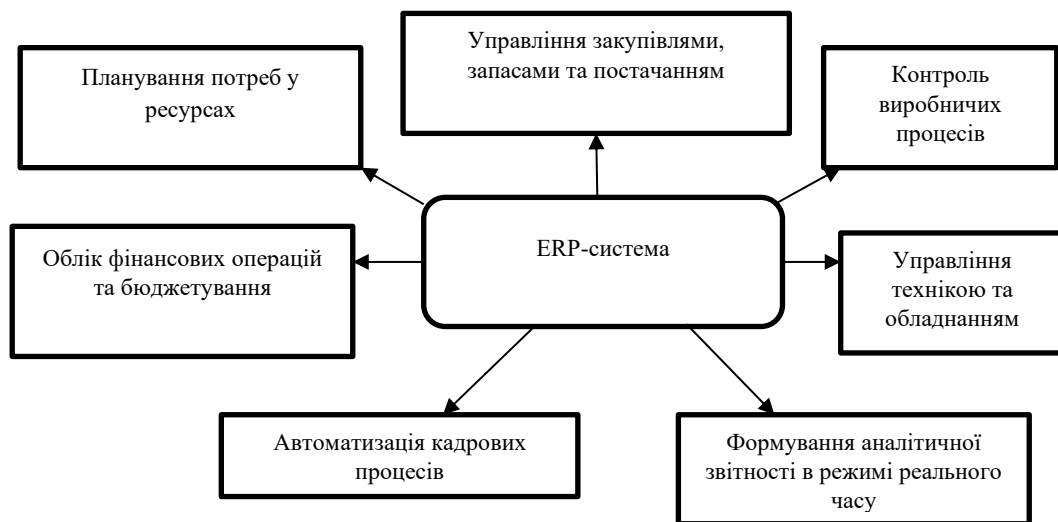 Планування потреб у
ресурсах
Управління закупівлями,
запасами та постачанням
Контроль
виробничих
процесів
Облік фінансових операцій
та бюджетування
ERP-система
Управління
технікою та
обладнанням
Автоматизація кадрових
процесів
Формування аналітичної
звітності в режимі реального
часу